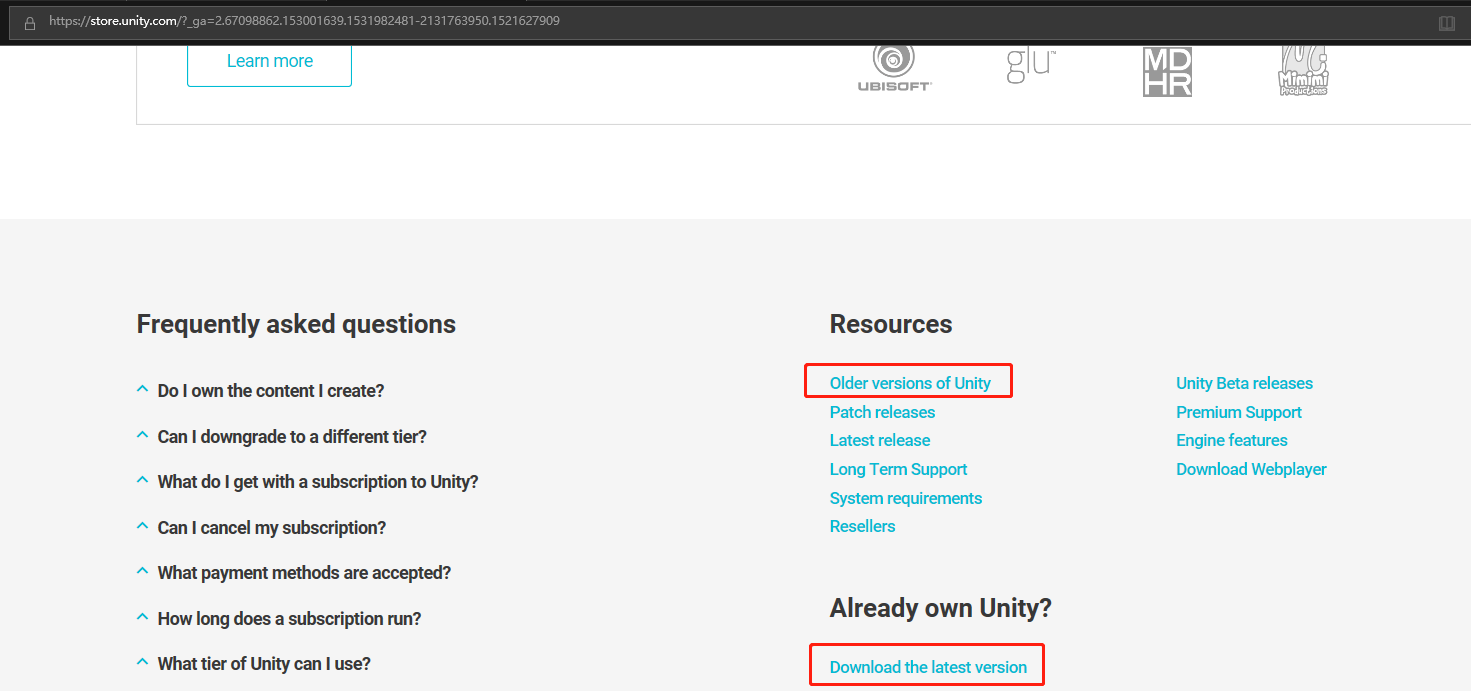 https://store.unity.com/?_ga=2.67098862.153001639.1531982481-2131763950.1521627909
Learn more
UBISOFT
glu™
MD
HR
Mimimi
Productions
Frequently asked questions
Do I own the content I create?
Can I downgrade to a different tier?
What do I get with a subscription to Unity?
Can I cancel my subscription?
What payment methods are accepted?
How long does a subscription run?
What tier of Unity can I use?
Resources
Older versions of Unity
Patch releases
Latest release
Long Term Support
System requirements
Resellers
Unity Beta releases
Premium Support
Engine features
Download Webplayer
Already own Unity?
Download the latest version